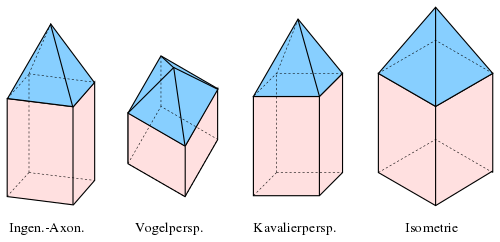 Ingen.-Axon.
Vogelpersp.
Kavalierpersp.
Isometrie